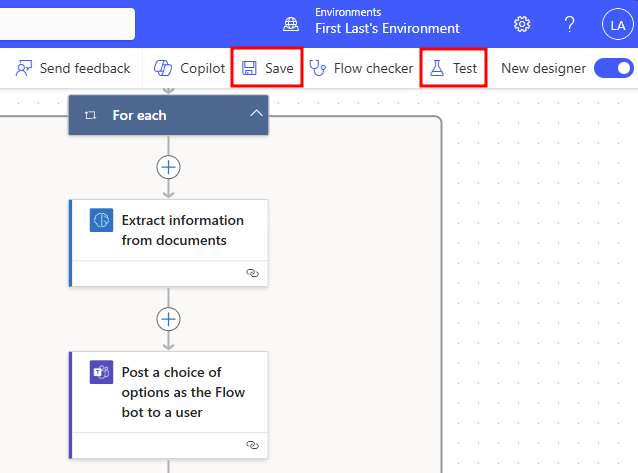 Environments
First Last's Environment
?
LA
Send feedback
Copilot
Save
Flow checker
Test
New designer
For each
Extract information
from documents
T
Post a choice of
options as the Flow
bot to a user